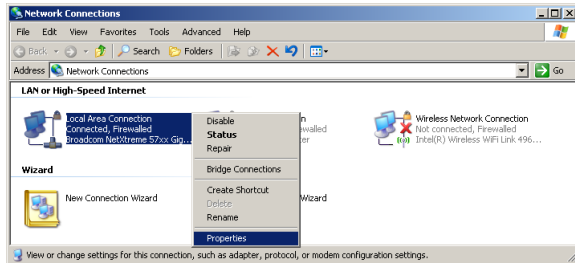 Network Connections
File Edit View Favorites Tools Advanced Help
Back Search Folders
Address Network Connections Go
LAN or High-Speed Internet
Local Area Connection
Connected, Firewalled
Broadcom NetXtreme 57xx Gig...
Disable
Status
Repair
Bridge Connections
Create Shortcut
Delete
Rename
Properties
Wireless Network Connection
Not connected, Firewalled
Intel(R) Wireless WiFi Link 496...
Wizard
New Connection Wizard
Wizard
View or change settings for this connection, such as adapter, protocol, or modem configuration settings.